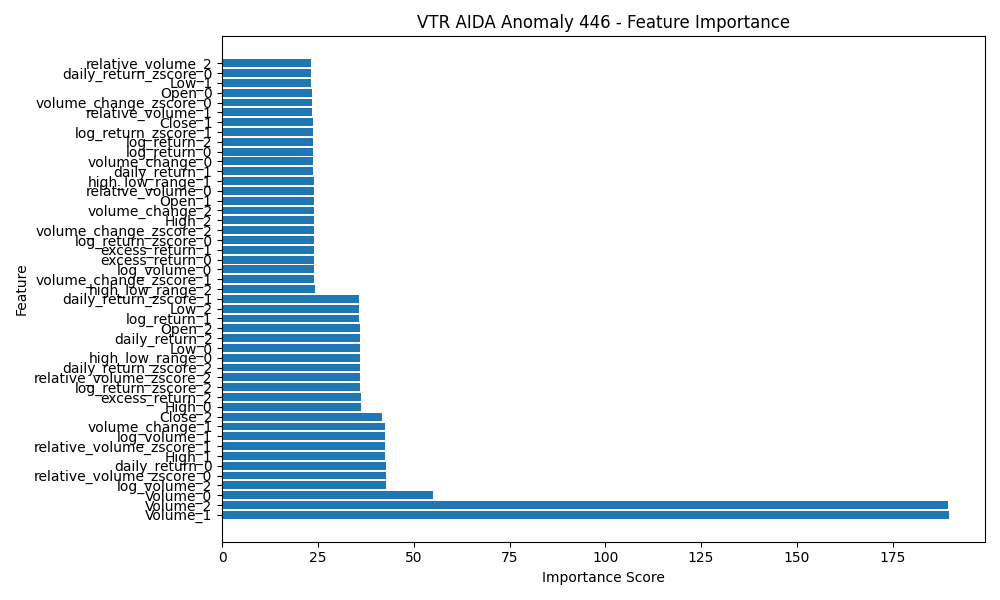 VTR AIDA Anomaly 446 - Feature Importance
relative_volume_2
daily_return_zscore_0
Low_1
Open_0
volume_change_zscore_0
relative_volume_1
Close_1
log_return_zscore_1
log_return_2
log_return_0
volume_change_0
daily_return_1
high_low_range_1
relative_volume_0
Open_1
volume_change_2
High_2
volume_change_zscore_2
log_return_zscore_0
excess_return_1
excess_return_0
log_volume_0
volume_change_zscore_1
high_low_range_2
daily_return_zscore_1
Low_2
log_return_1
Open_2
daily_return_2
Low_0
high_low_range_0
daily_return_zscore_2
relative_volume_zscore_2
log_return_zscore_2
excess_return_2
High_0
Close_2
volume_change_1
log_volume_1
relative_volume_zscore_1
High_1
daily_return_0
relative_volume_zscore_0
log_volume_2
Volume_0
Volume_2
Volume_1
Feature
0 25 50 75 100 125 150 175
Importance Score